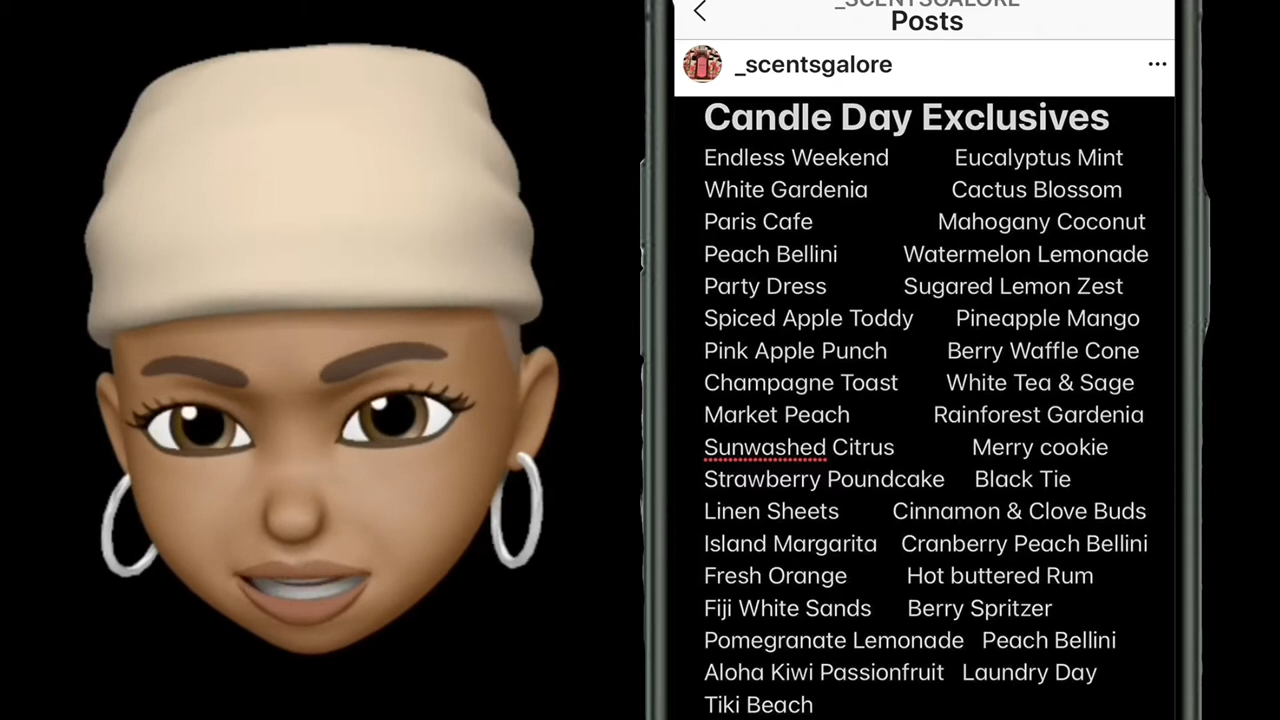 _SCENTSGALORE
Posts
_scentsgalore
Candle Day Exclusives
Endless Weekend Eucalyptus Mint
White Gardenia Cactus Blossom
Paris Cafe Mahogany Coconut
Peach Bellini Watermelon Lemonade
Party Dress Sugared Lemon Zest
Spiced Apple Toddy Pineapple Mango
Pink Apple Punch Berry Waffle Cone
Champagne Toast White Tea & Sage
Market Peach Rainforest Gardenia
Sunwashed Citrus Merry cookie
Strawberry Poundcake Black Tie
Linen Sheets Cinnamon & Clove Buds
Island Margarita Cranberry Peach Bellini
Fresh Orange Hot buttered Rum
Fiji White Sands Berry Spritzer
Pomegranate Lemonade Peach Bellini
Aloha Kiwi Passionfruit Laundry Day
Tiki Beach